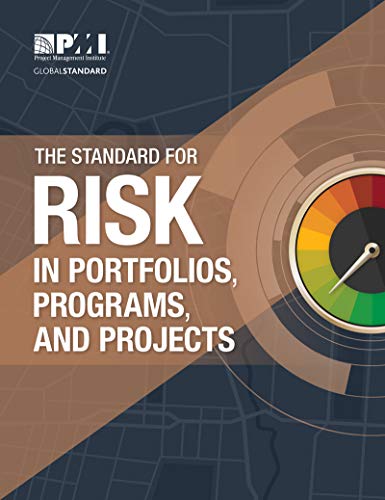 PMI
Project Management Institute
GLOBALSTANDARD
THE STANDARD FOR
RISK
IN PORTFOLIOS,
PROGRAMS,
AND PROJECTS